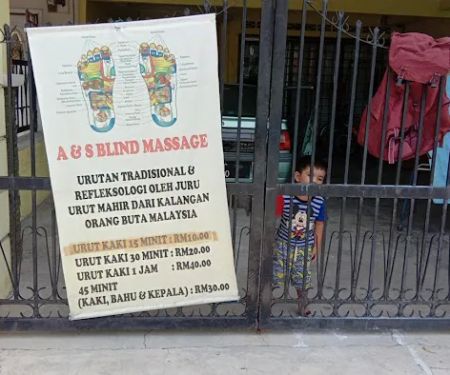 A & S BLIND MASSAGE
URUTAN TRADISIONAL &
REFLEKSOLOGI OLEH JURU
URUT MAHIR DARI KALANGAN
ORANG BUTA MALAYSIA
URUT KAKI 15 MINIT : RM10.00
URUT KAKI 30 MINIT : RM20.00
URUT KAKI 1 JAM : RM40.00
45 MINIT
(KAKI, BAHU & KEPALA) : RM30.00